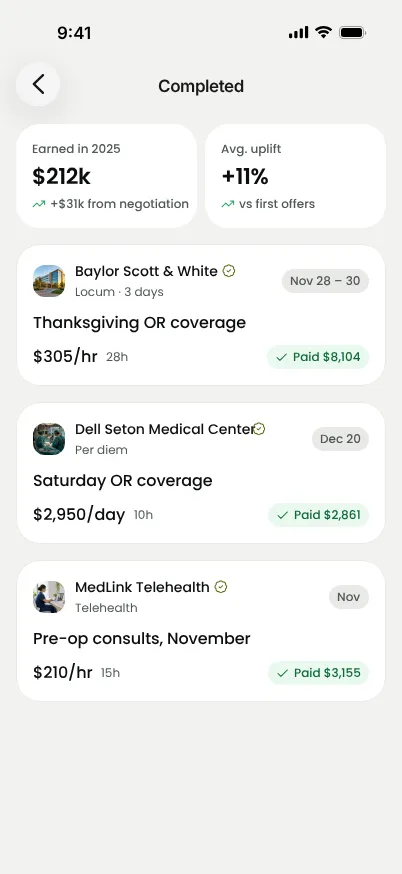 9:41
Completed
Earned in 2025
$212k
+$31k from negotiation
Avg. uplift
+11%
vs first offers
Baylor Scott & White
Locum · 3 days
Nov 28 – 30
Thanksgiving OR coverage
$305/hr 28h
Paid $8,104
Dell Seton Medical Center
Per diem
Dec 20
Saturday OR coverage
$2,950/day 10h
Paid $2,861
MedLink Telehealth
Telehealth
Nov
Pre-op consults, November
$210/hr 15h
Paid $3,155